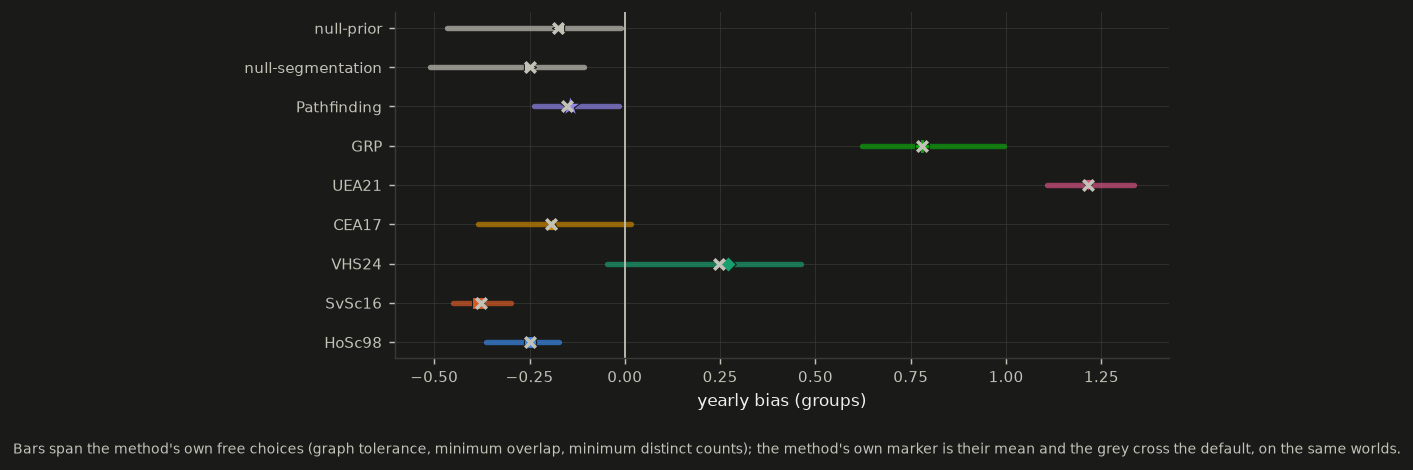 null-prior
null-segmentation
Pathfinding
GRP
UEA21
CEA17
VHS24
SvSc16
HoSc98
−0.50 −0.25 0.00 0.25 0.50 0.75 1.00 1.25
yearly bias (groups)
Bars span the method's own free choices (graph tolerance, minimum overlap, minimum distinct counts); the method's own marker is their mean and the grey cross the default, on the same worlds.